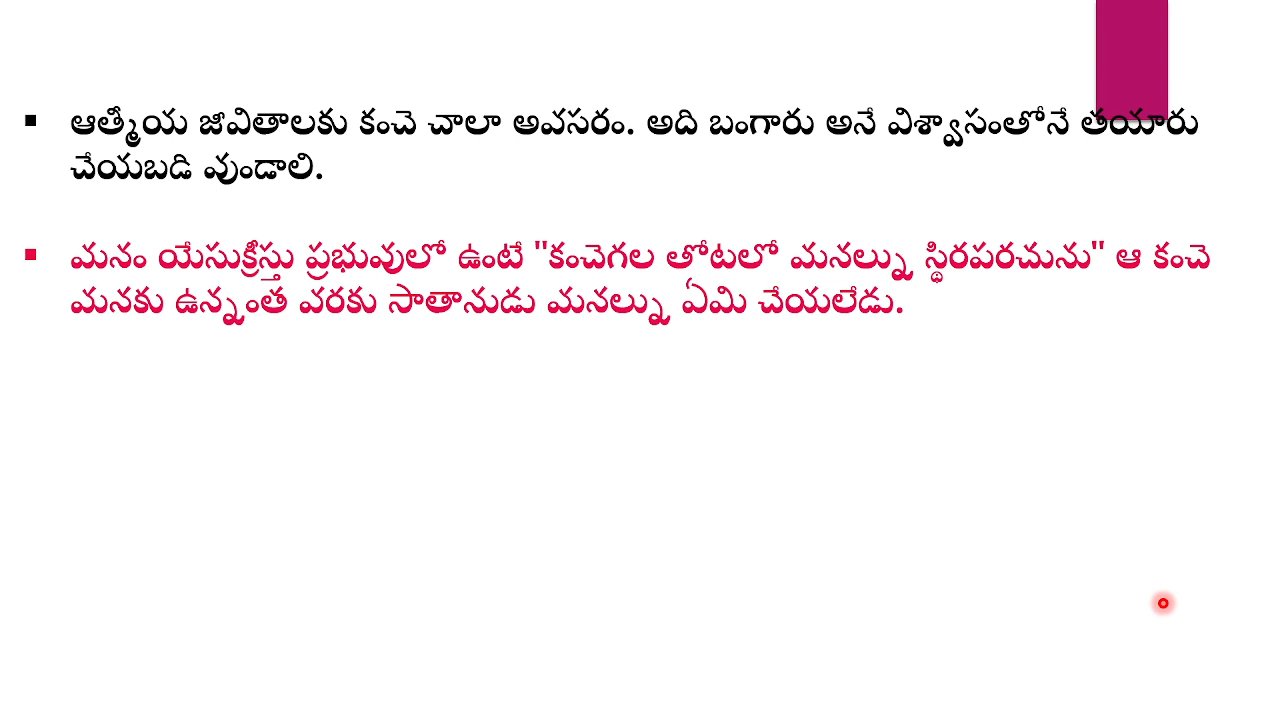 ▪ ఆత్మీయ జీవితాలకు కంచె చాలా అవసరం. అది బంగారు అనే విశ్వాసంతోనే తయారు
చేయబడి వుండాలి.
▪ మనం యేసుక్రీస్తు ప్రభువులో ఉంటే "కంచెగల తోటలో మనల్ను స్థిరపరచును" ఆ కంచె
మనకు ఉన్నంత వరకు సాతానుడు మనల్ను ఏమి చేయలేడు.